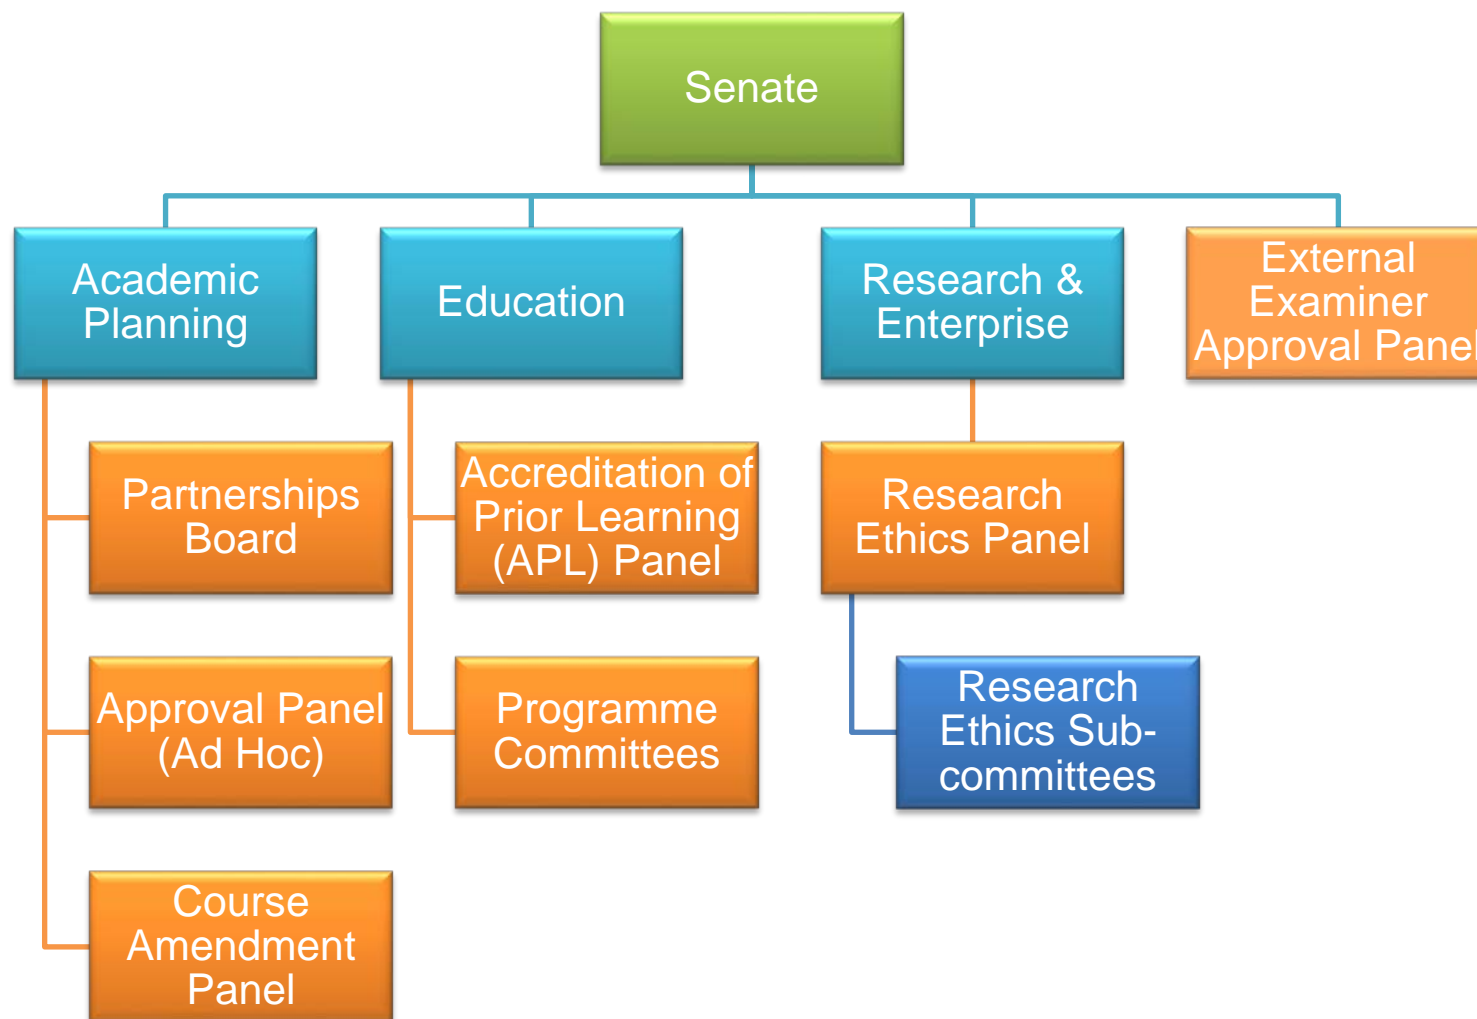 Senate
Academic
Planning
Education
Research &
Enterprise
External
Examiner
Approval Panel
Partnerships
Board
Accreditation of
Prior Learning
(APL) Panel
Research
Ethics Panel
Approval Panel
(Ad Hoc)
Programme
Committees
Research
Ethics Sub-
committees
Course
Amendment
Panel